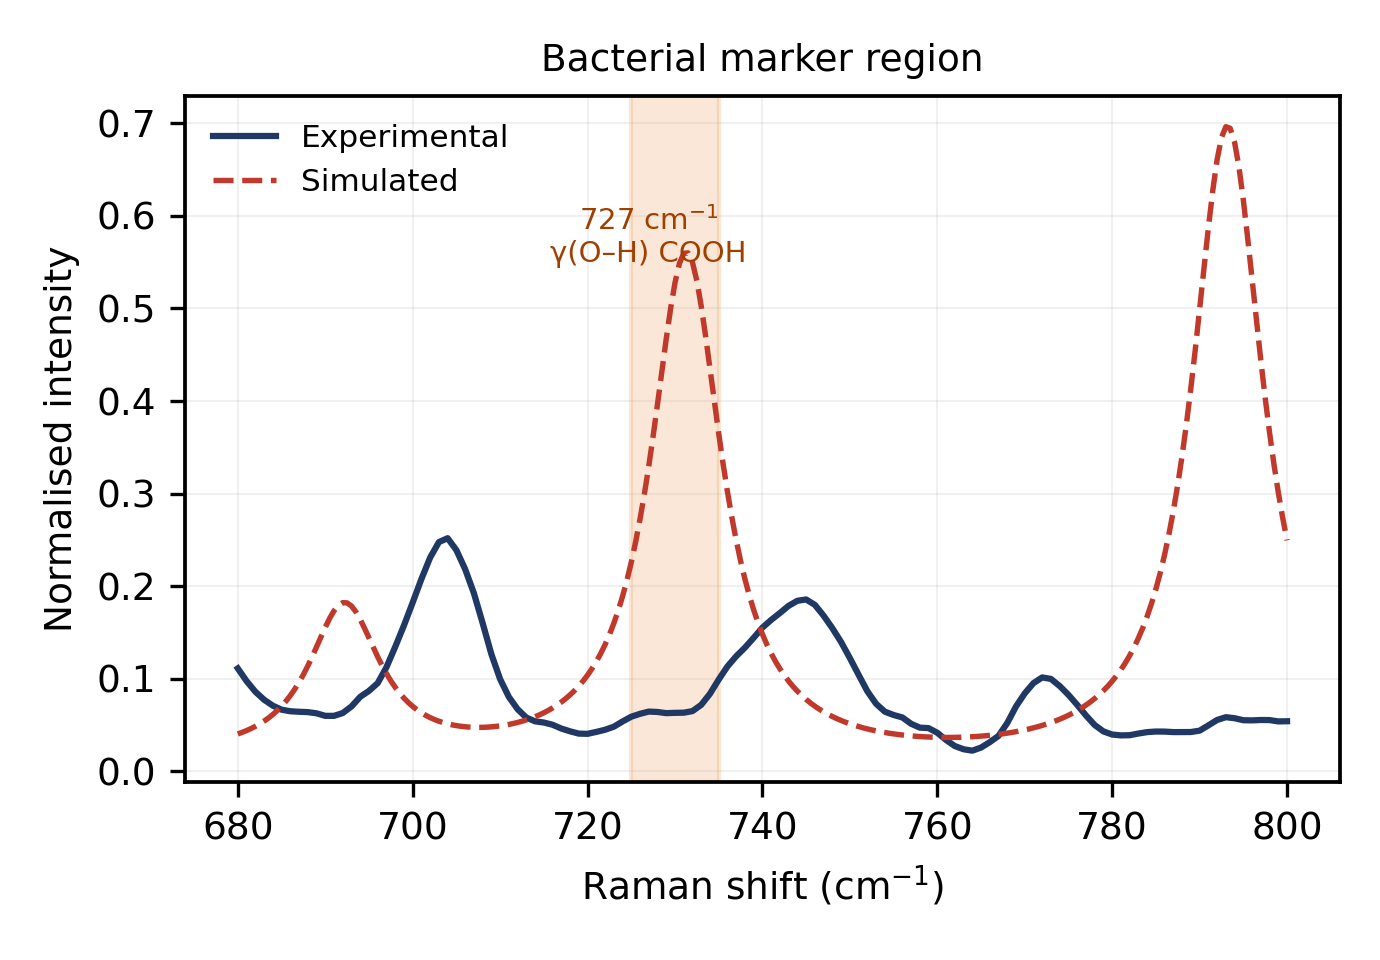 Bacterial marker region
Experimental
Simulated
727 cm⁻¹
γ(O–H) COOH
Normalised intensity
0.7
0.6
0.5
0.4
0.3
0.2
0.1
0.0
680 700 720 740 760 780 800
Raman shift (cm⁻¹)